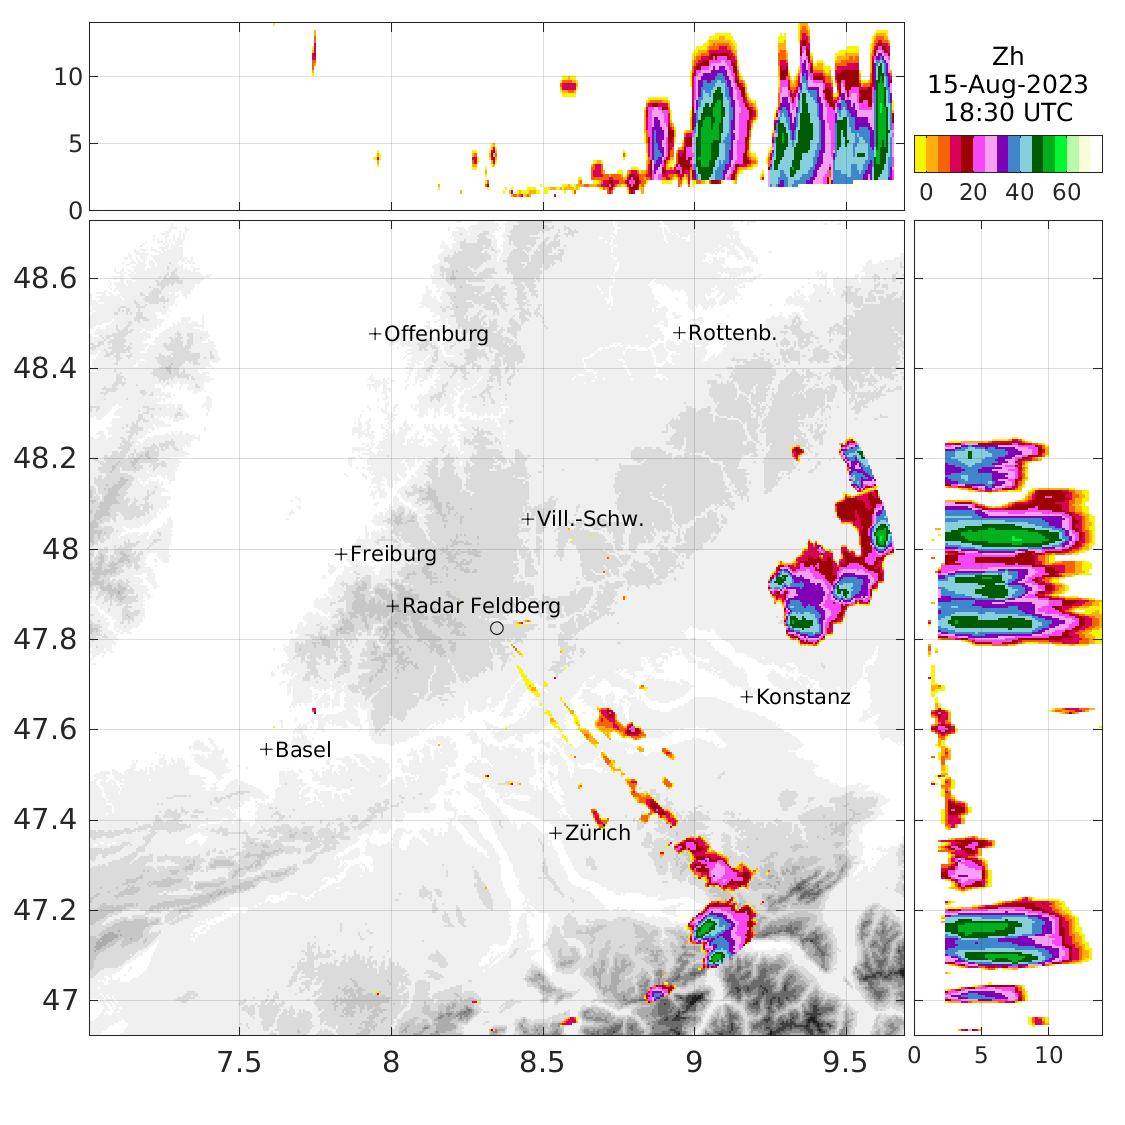 10
5
0
Zh
15-Aug-2023
18:30 UTC
0 20 40 60
48.6
48.4
48.2
48
47.8
47.6
47.4
47.2
47
+Offenburg
+Rottenb.
+Vill.-Schw.
+Freiburg
+Radar Feldberg
+Konstanz
+Basel
+Zürich
7.5 8 8.5 9 9.5
0 5 10